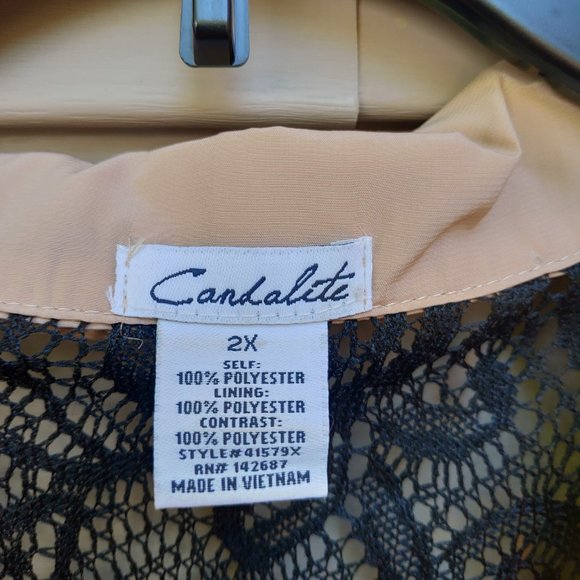 Candalite
2X
SELF:
100% POLYESTER
LINING:
100% POLYESTER
CONTRAST:
100% POLYESTER
STYLE#41579X
RN# 142687
MADE IN VIETNAM